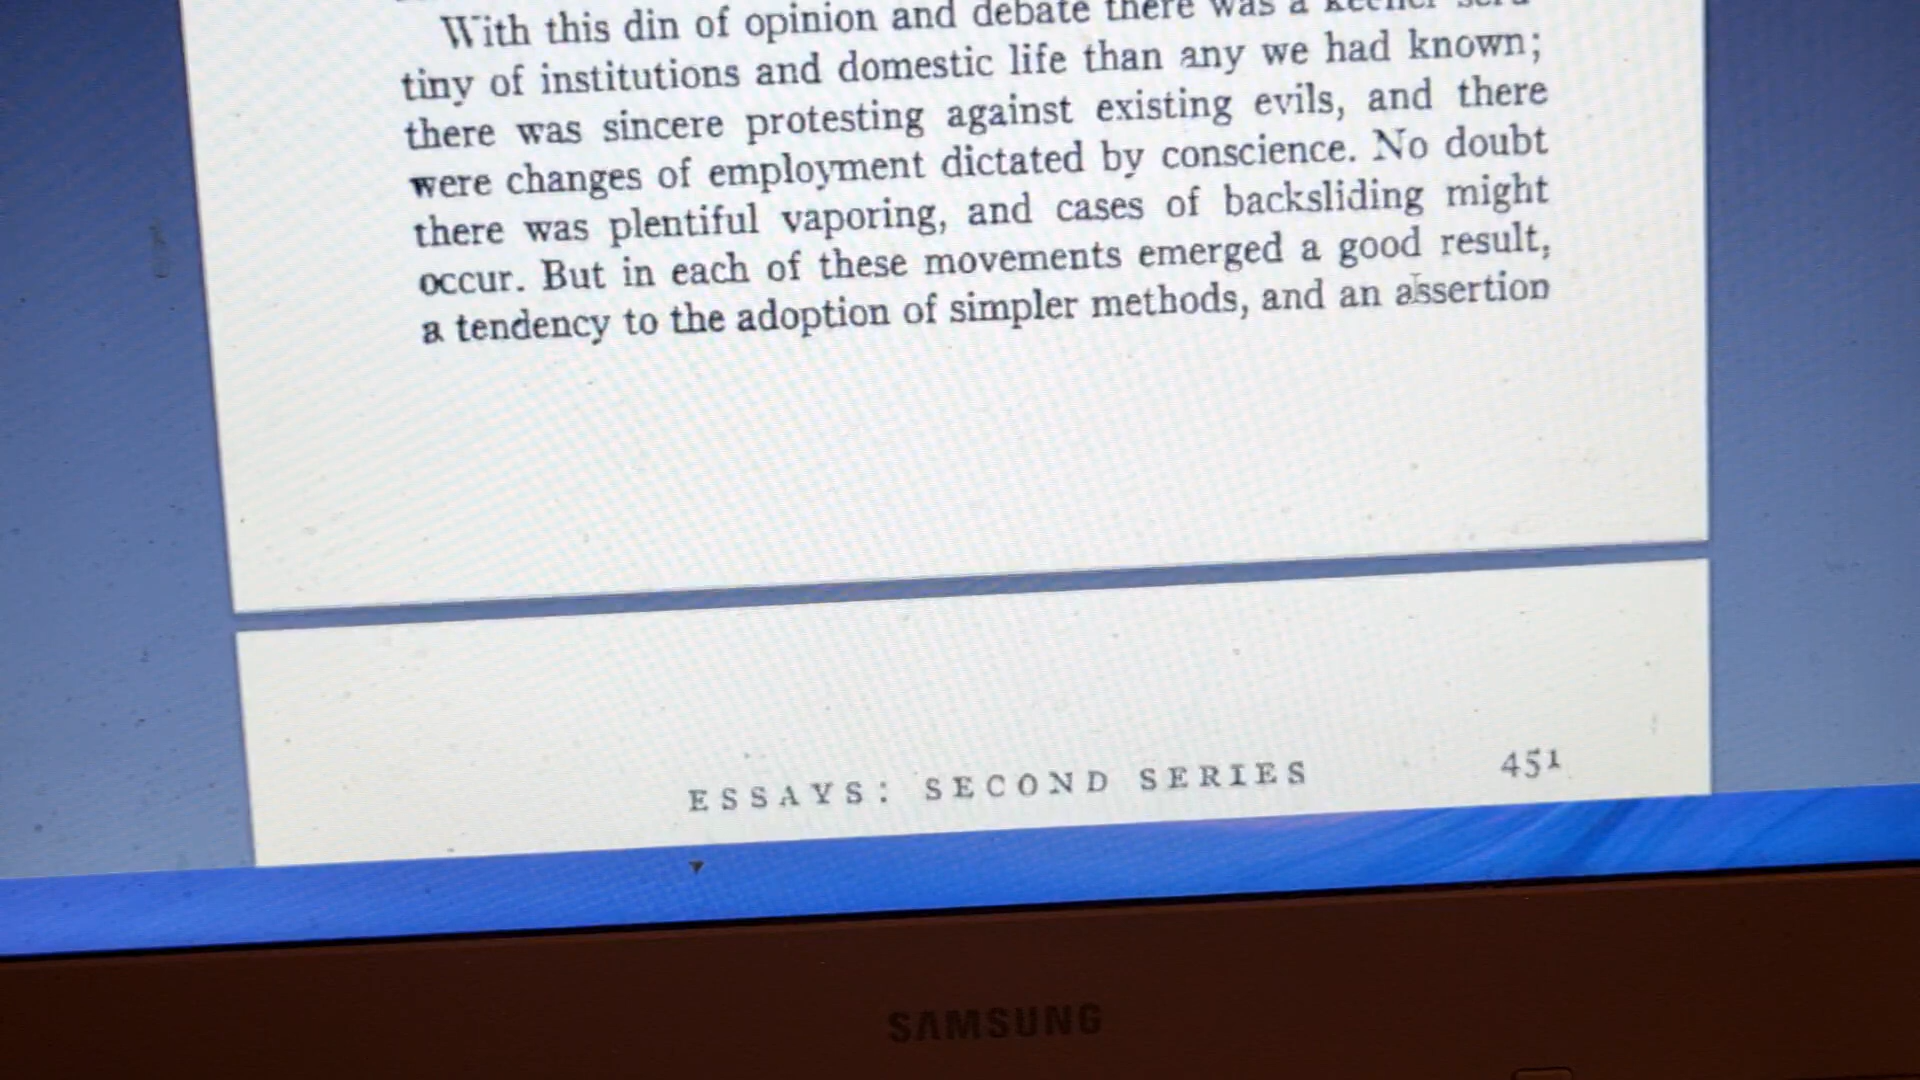 With this din of opinion and debate there was a keener scru
tiny of institutions and domestic life than any we had known;
there was sincere protesting against existing evils, and there
were changes of employment dictated by conscience. No doubt
there was plentiful vaporing, and cases of backsliding might
occur. But in each of these movements emerged a good result,
a tendency to the adoption of simpler methods, and an assertion
ESSAYS: SECOND SERIES 451
SAMSUNG